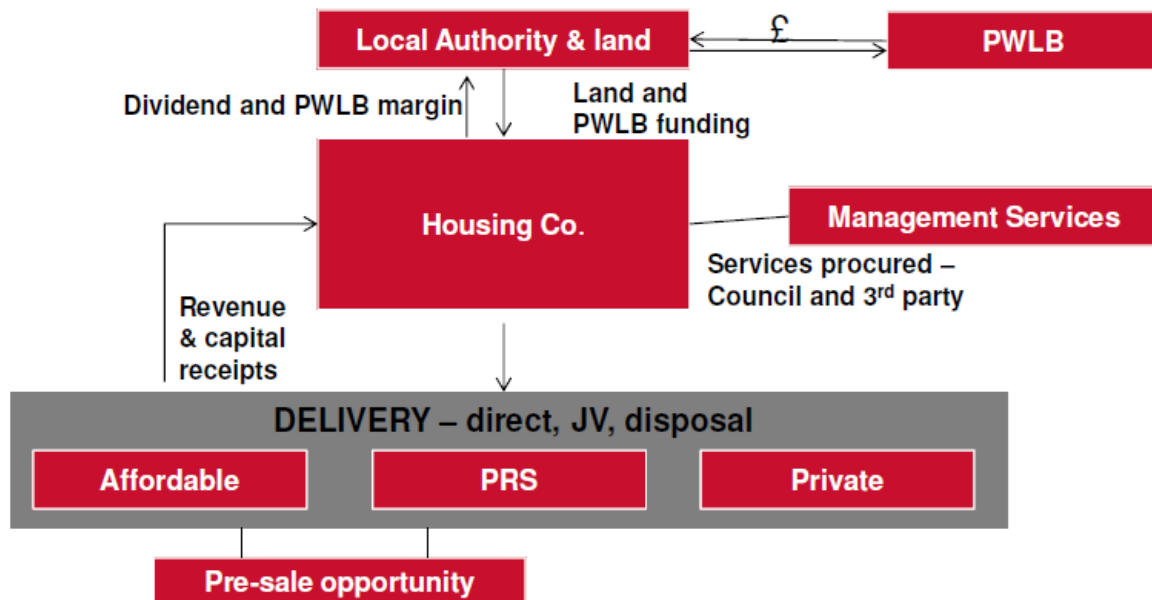 Local Authority & land
£
PWLB
Dividend and PWLB margin
Land and
PWLB funding
Housing Co.
Management Services
Services procured –
Council and 3rd party
Revenue
& capital
receipts
DELIVERY – direct, JV, disposal
Affordable
PRS
Private
Pre-sale opportunity